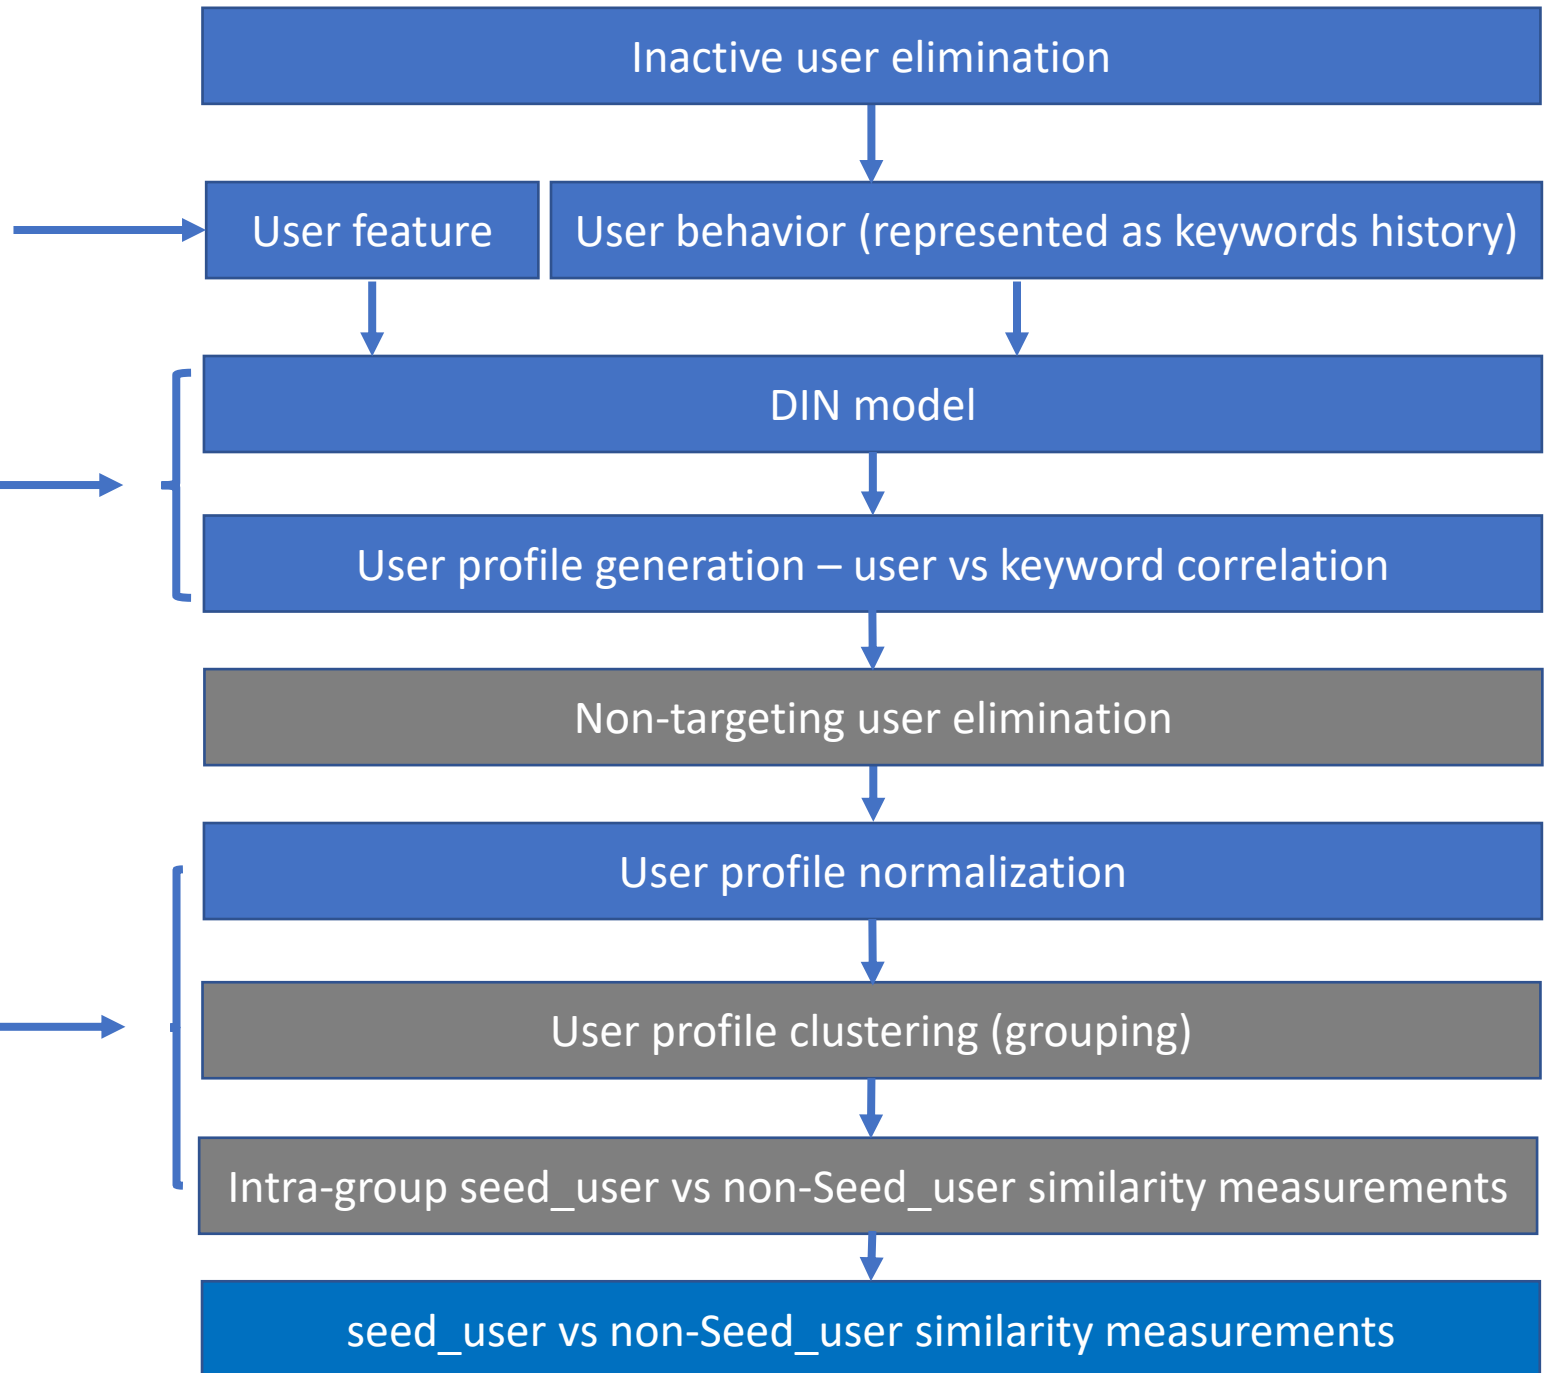 Inactive user elimination
User feature
User behavior (represented as keywords history)
DIN model
User profile generation – user vs keyword correlation
Non-targeting user elimination
User profile normalization
User profile clustering (grouping)
Intra-group seed_user vs non-Seed_user similarity measurements
seed_user vs non-Seed_user similarity measurements